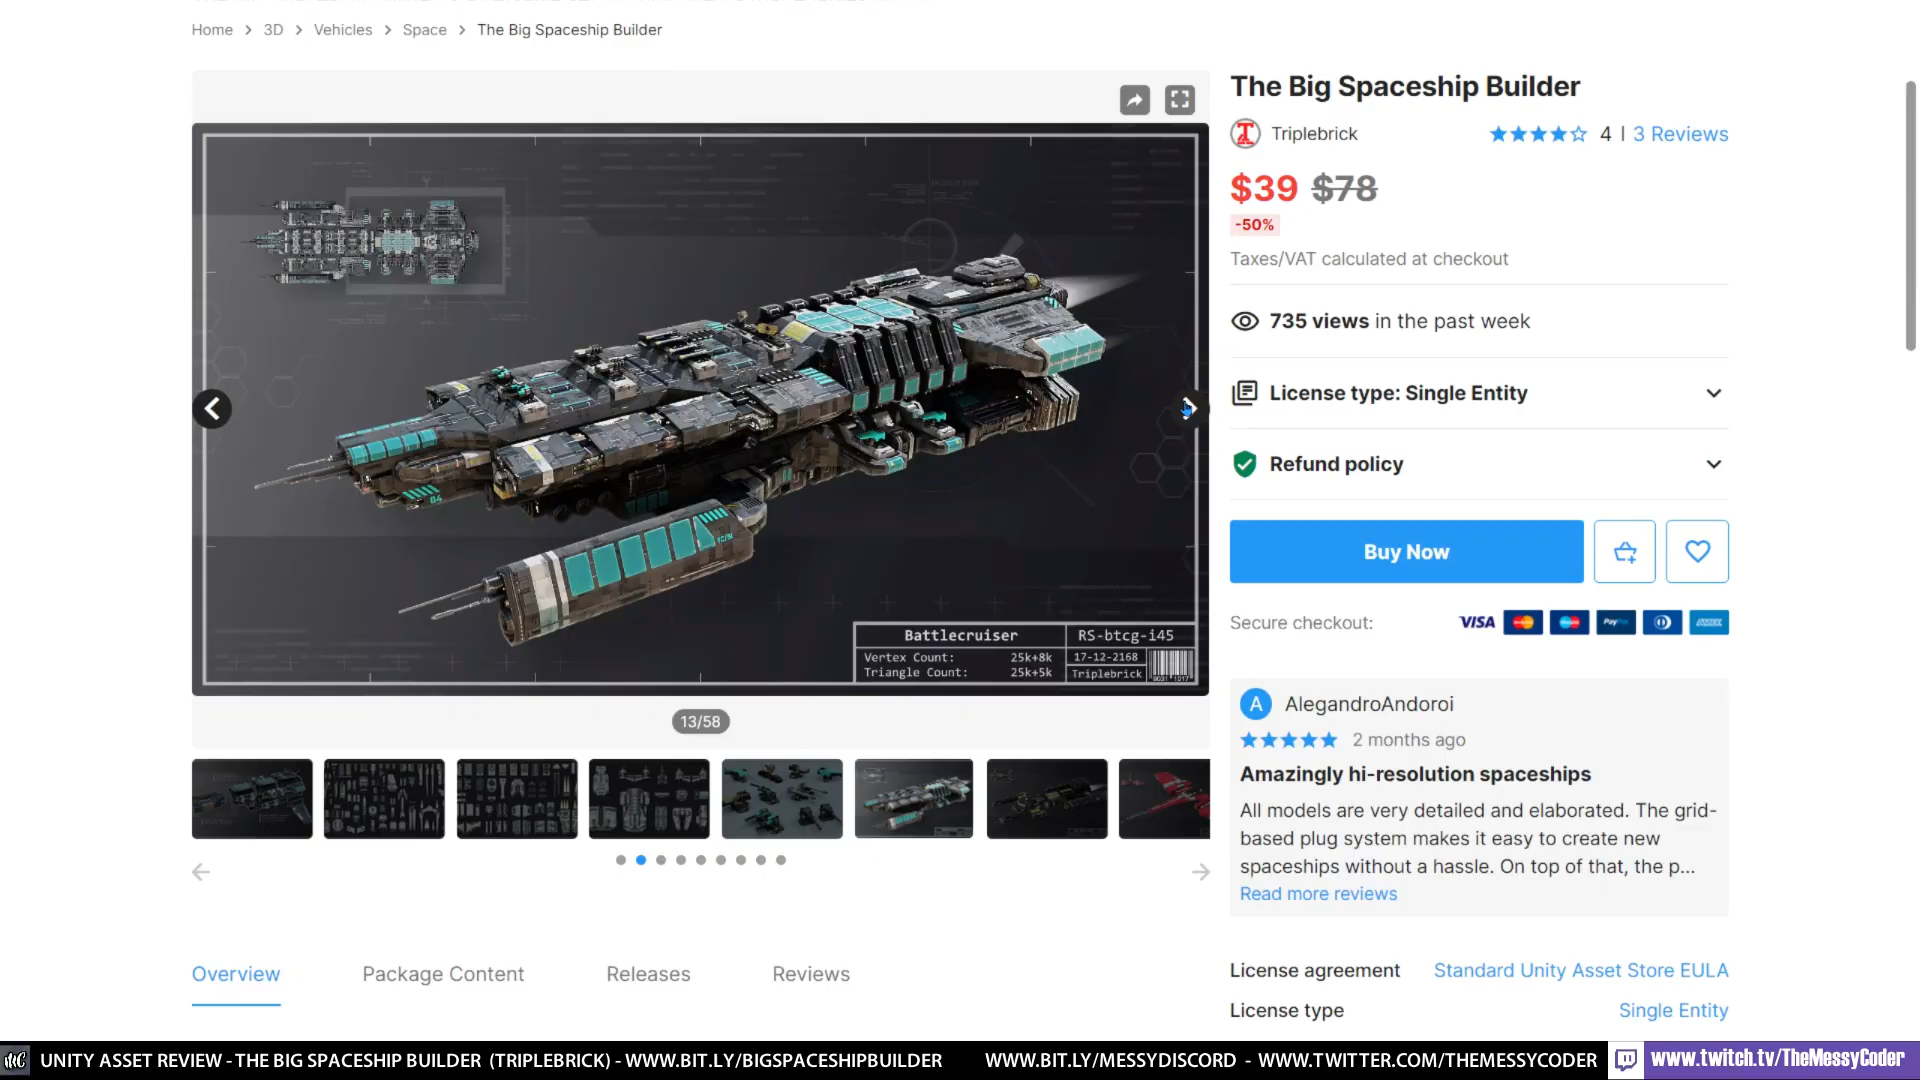 Home > 3D > Vehicles > Space > The Big Spaceship Builder
The Big Spaceship Builder
Triplebrick
4 | 3 Reviews
$39 $78
-50%
Taxes/VAT calculated at checkout
735 views in the past week
License type: Single Entity
Refund policy
Buy Now
Secure checkout:
VISA
PayPal
AMEX
64
Battlecruiser
RS-btcg-i45
Vertex Count: 25k+8k
17-12-2168
Triangle Count: 25k+5k
Triplebrick
9031 1017
13/58
A
AlegandroAndoroi
2 months ago
Amazingly hi-resolution spaceships
All models are very detailed and elaborated. The grid-
based plug system makes it easy to create new
spaceships without a hassle. On top of that, the p...
Read more reviews
Overview
Package Content
Releases
Reviews
License agreement
Standard Unity Asset Store EULA
License type
Single Entity
UNITY ASSET REVIEW - THE BIG SPACESHIP BUILDER (TRIPLEBRICK) - WWW.BIT.LY/BIGSPACESHIPBUILDER
WWW.BIT.LY/MESSYDISCORD - WWW.TWITTER.COM/THEMESSYCODER
www.twitch.tv/TheMessyCoder